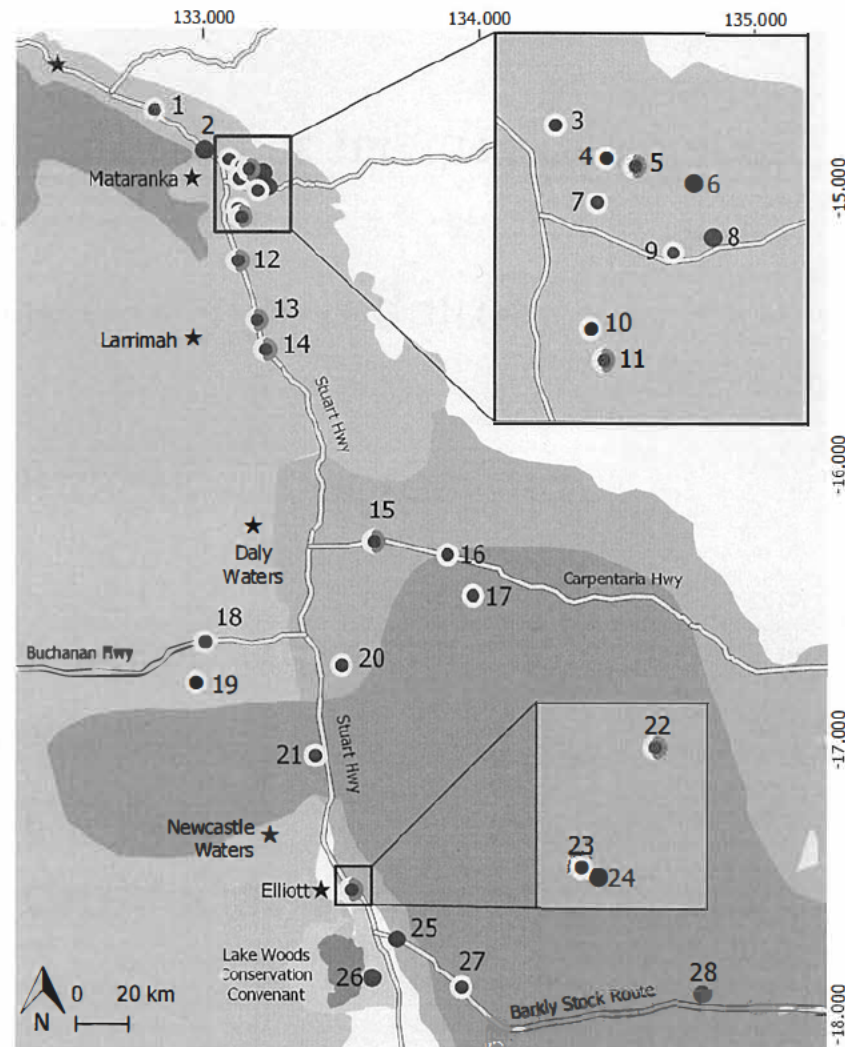 133.000
134.000
135.000
1
2
3
4
5
6
7
8
9
10
11
Mataranka
-15.000
12
13
14
Larrimah
Stuart Hwy
-16.000
15
16
Daly
Waters
Carpentaria Hwy
17
18
Buchanan Hwy
19
20
21
Stuart Hwy
22
23
24
-17.000
Newcastle
Waters
Elliott
25
Lake Woods
Conservation
Convenant
26
27
28
Barkly Stock Route
N
0 20 km
-18.000